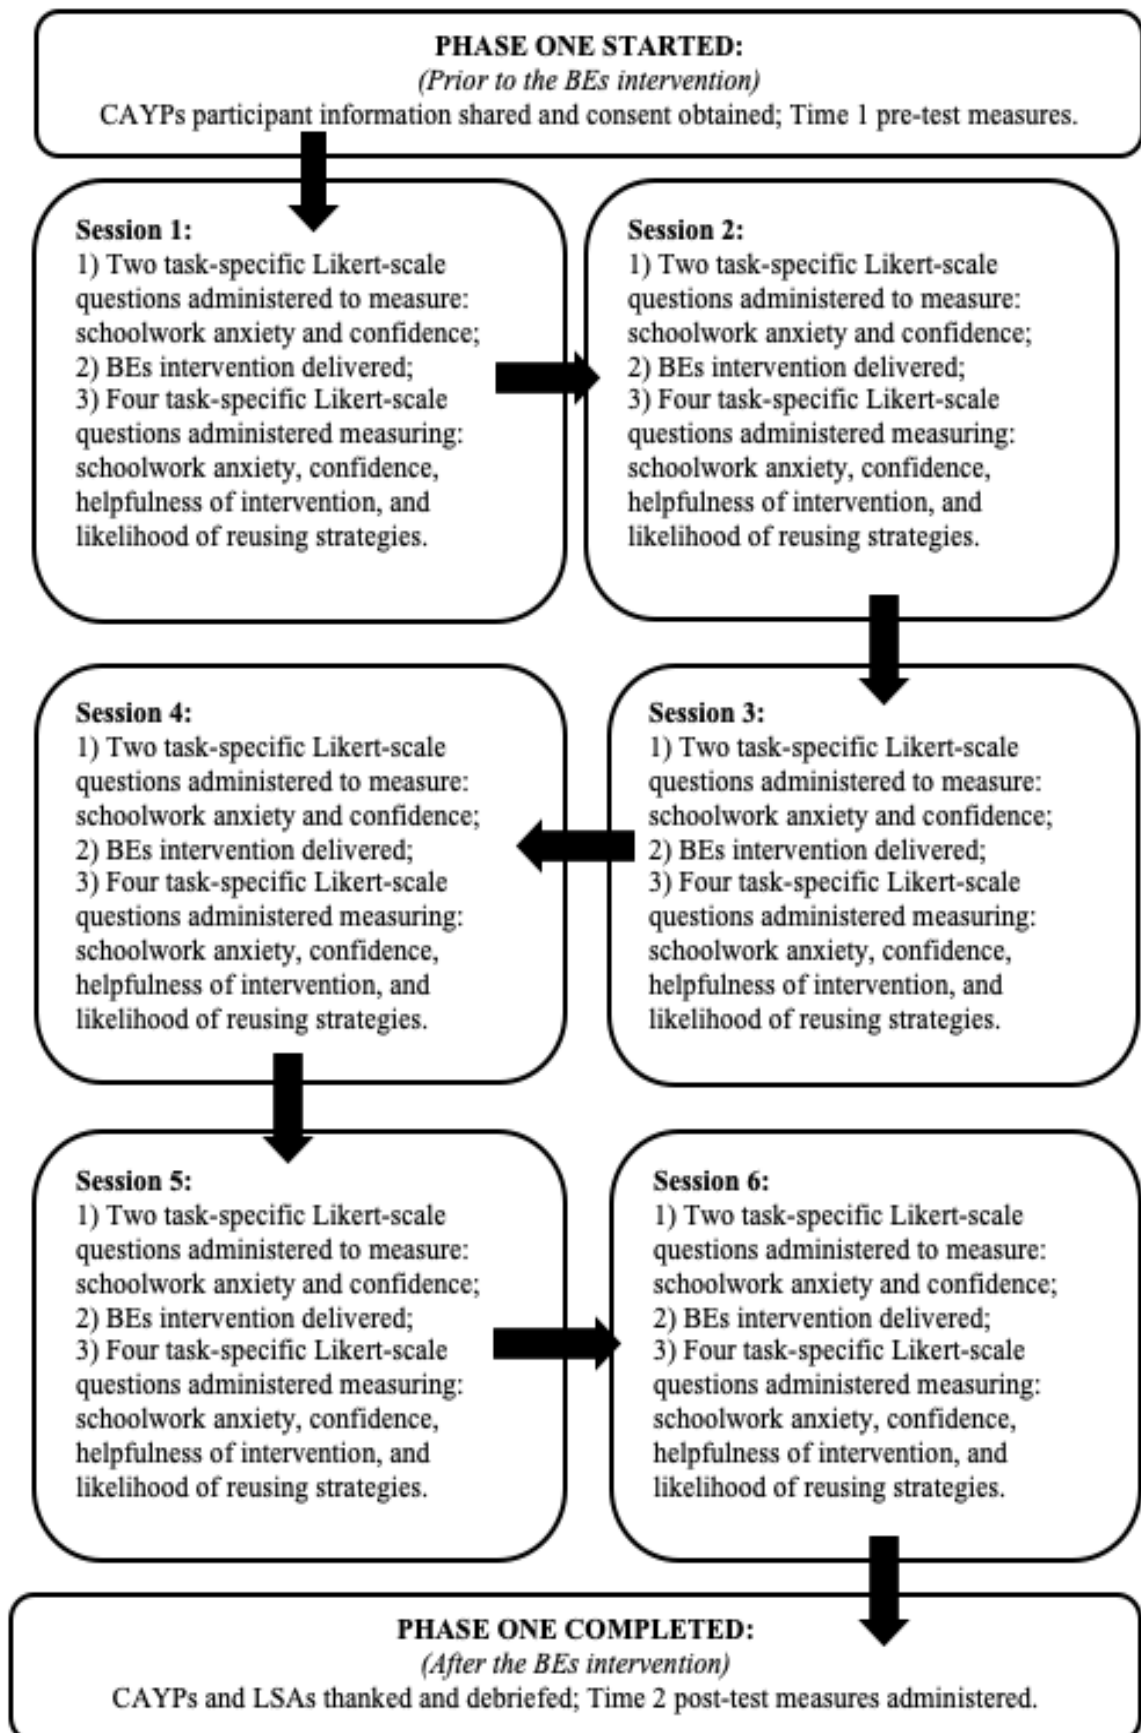 PHASE ONE STARTED:
(Prior to the BEs intervention)
CAYPs participant information shared and consent obtained; Time 1 pre-test measures.
Session 1:
1) Two task-specific Likert-scale
questions administered to measure:
schoolwork anxiety and confidence;
2) BEs intervention delivered;
3) Four task-specific Likert-scale
questions administered measuring:
schoolwork anxiety, confidence,
helpfulness of intervention, and
likelihood of reusing strategies.
Session 2:
1) Two task-specific Likert-scale
questions administered to measure:
schoolwork anxiety and confidence;
2) BEs intervention delivered;
3) Four task-specific Likert-scale
questions administered measuring:
schoolwork anxiety, confidence,
helpfulness of intervention, and
likelihood of reusing strategies.
Session 3:
1) Two task-specific Likert-scale
questions administered to measure:
schoolwork anxiety and confidence;
2) BEs intervention delivered;
3) Four task-specific Likert-scale
questions administered measuring:
schoolwork anxiety, confidence,
helpfulness of intervention, and
likelihood of reusing strategies.
Session 4:
1) Two task-specific Likert-scale
questions administered to measure:
schoolwork anxiety and confidence;
2) BEs intervention delivered;
3) Four task-specific Likert-scale
questions administered measuring:
schoolwork anxiety, confidence,
helpfulness of intervention, and
likelihood of reusing strategies.
Session 5:
1) Two task-specific Likert-scale
questions administered to measure:
schoolwork anxiety and confidence;
2) BEs intervention delivered;
3) Four task-specific Likert-scale
questions administered measuring:
schoolwork anxiety, confidence,
helpfulness of intervention, and
likelihood of reusing strategies.
Session 6:
1) Two task-specific Likert-scale
questions administered to measure:
schoolwork anxiety and confidence;
2) BEs intervention delivered;
3) Four task-specific Likert-scale
questions administered measuring:
schoolwork anxiety, confidence,
helpfulness of intervention, and
likelihood of reusing strategies.
PHASE ONE COMPLETED:
(After the BEs intervention)
CAYPs and LSAs thanked and debriefed; Time 2 post-test measures administered.